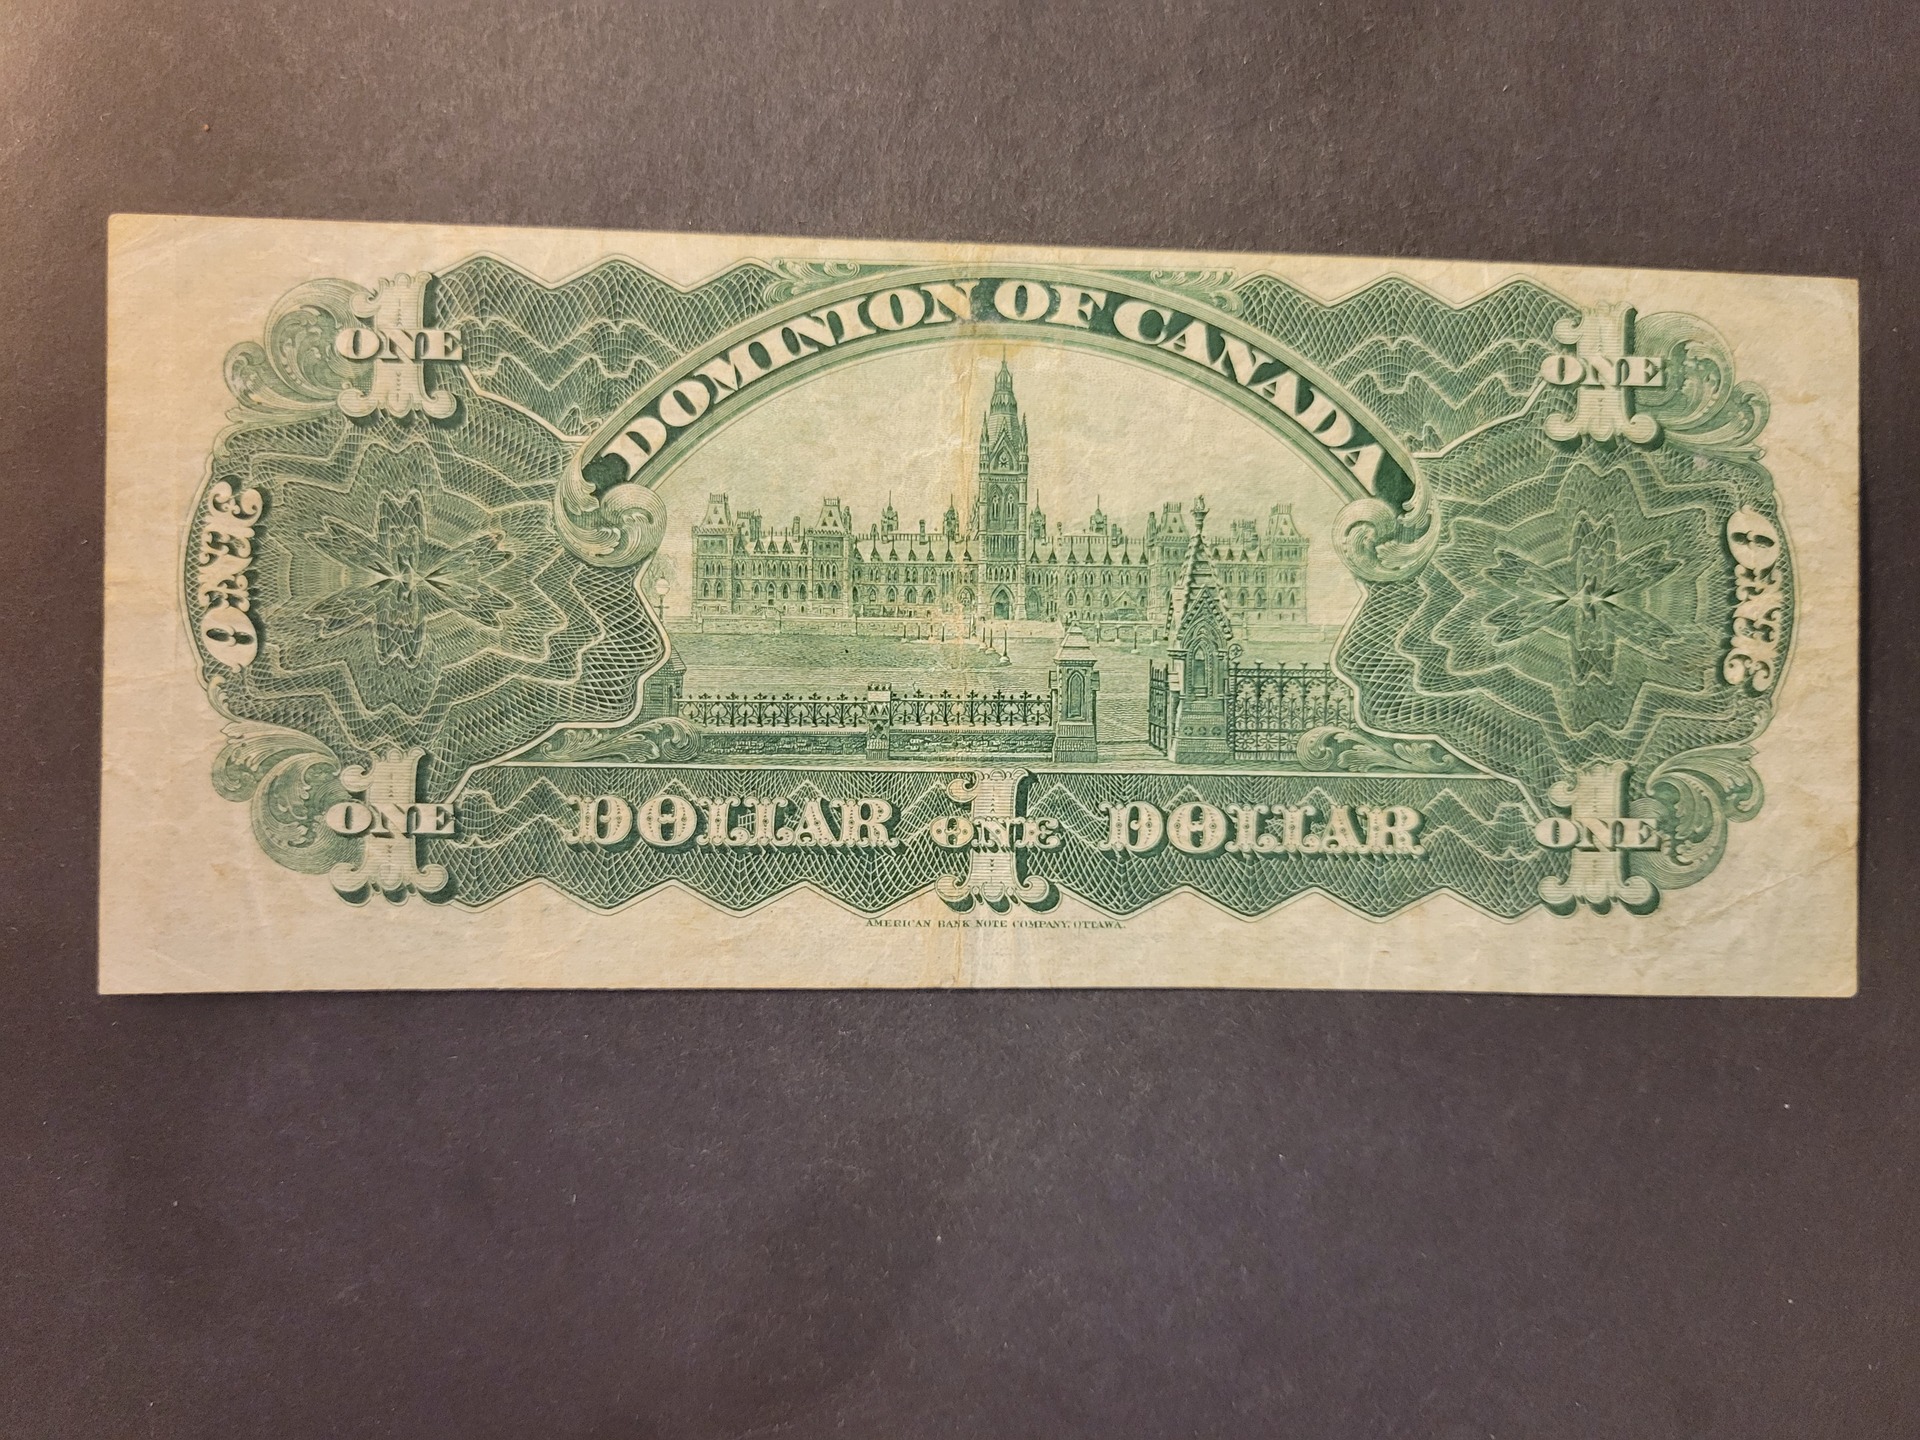 DOMINION OF CANADA
ONE
ONE
ONE
ONE
ONE DOLLAR ONE DOLLAR ONE
1
1
1
1
1
AMERICAN BANK NOTE COMPANY, OTTAWA.